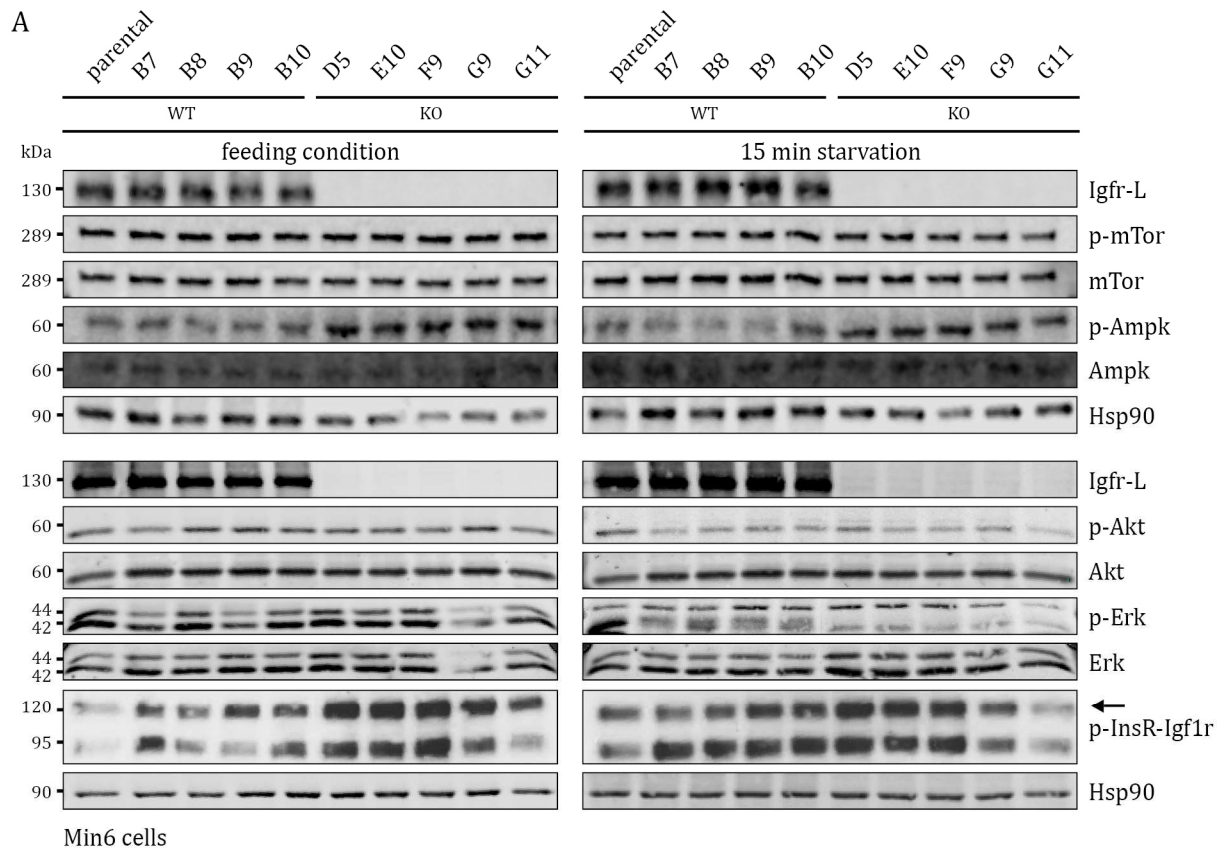 A
parental B7 B8 B9 B10 D5 E10 F9 G9 G11 parental B7 B8 B9 B10 D5 E10 F9 G9 G11
WT KO WT KO
kDa feeding condition 15 min starvation
130 Igfr-L
289 p-mTor
289 mTor
60 p-Ampk
60 Ampk
90 Hsp90
130 Igfr-L
60 p-Akt
60 Akt
44
42 p-Erk
44
42 Erk
120
95 p-InsR-Igf1r
90 Hsp90
Min6 cells